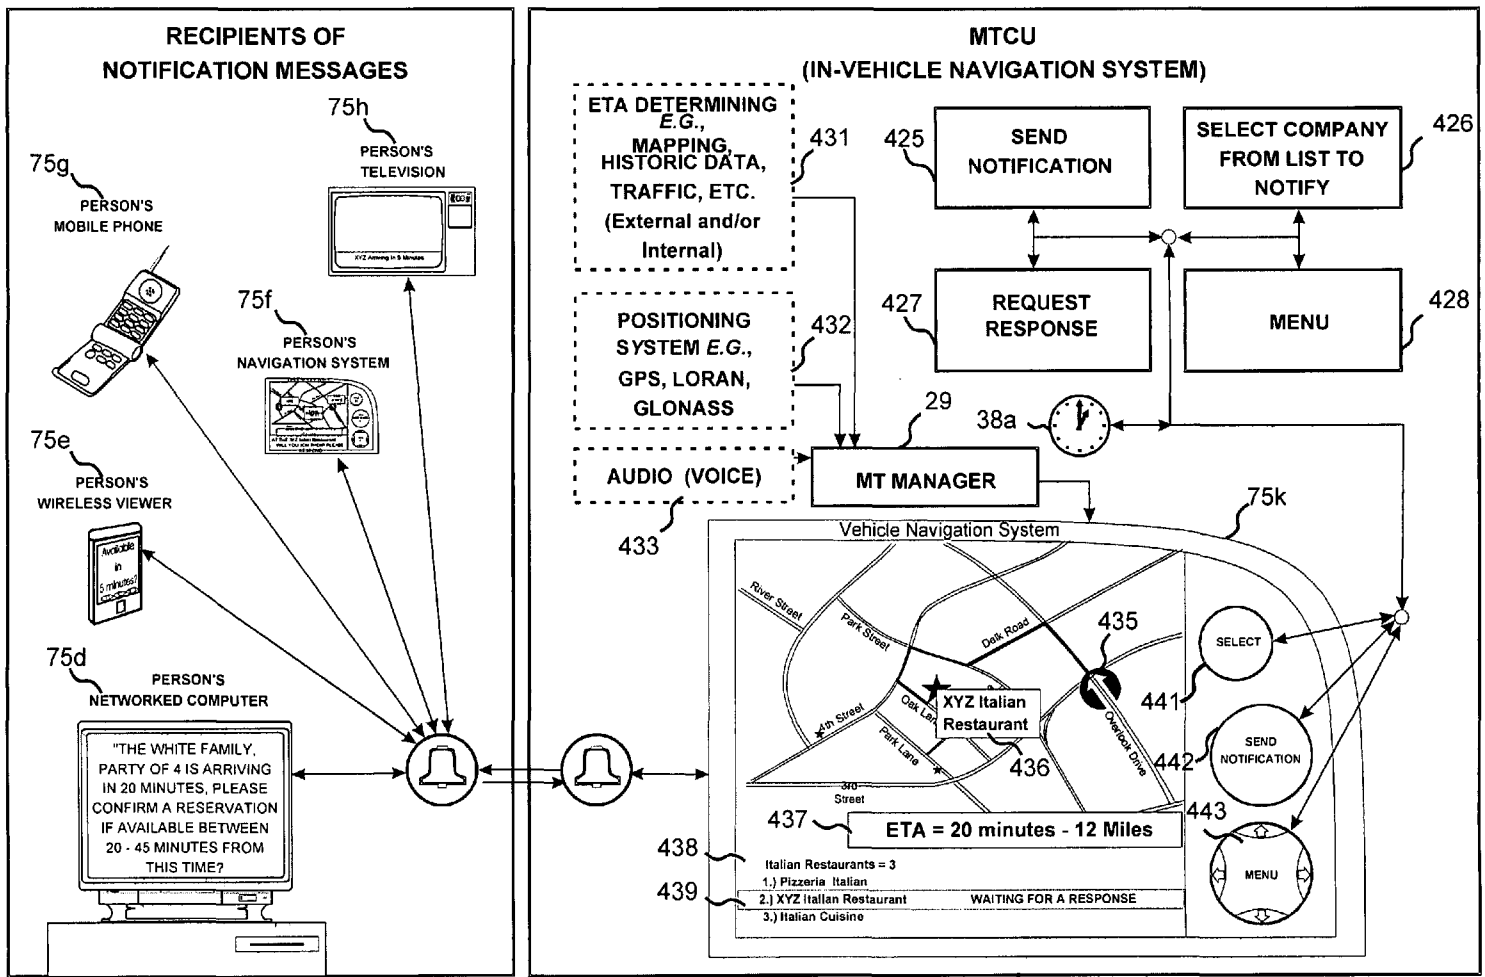 RECIPIENTS OF
NOTIFICATION MESSAGES
75h
PERSON'S
TELEVISION
XYZ Arriving In 5 Minutes
75g
PERSON'S
MOBILE PHONE
75f
PERSON'S
NAVIGATION SYSTEM
75e
PERSON'S
WIRELESS VIEWER
Available
in
5 minutes?
75d
PERSON'S
NETWORKED COMPUTER
"THE WHITE FAMILY,
PARTY OF 4 IS ARRIVING
IN 20 MINUTES, PLEASE
CONFIRM A RESERVATION
IF AVAILABLE BETWEEN
20 - 45 MINUTES FROM
THIS TIME?
MTCU
(IN-VEHICLE NAVIGATION SYSTEM)
ETA DETERMINING
E.G.,
MAPPING,
HISTORIC DATA,
TRAFFIC, ETC.
(External and/or
Internal)
431
425
SEND
NOTIFICATION
SELECT COMPANY
FROM LIST TO
NOTIFY
426
POSITIONING
SYSTEM E.G.,
GPS, LORAN,
GLONASS
432
427
REQUEST
RESPONSE
MENU
428
29
38a
AUDIO (VOICE)
433
MT MANAGER
75k
Vehicle Navigation System
River Street
Park Street
Delk Road
435
XYZ Italian
Restaurant
Oak Lan
4th Street
Park Lane
Overlook Drive
436
3rd
Street
SELECT
441
SEND
NOTIFICATION
442
443
MENU
437
ETA = 20 minutes - 12 Miles
438
Italian Restaurants = 3
1.) Pizzeria Italian
439
2.) XYZ Italian Restaurant WAITING FOR A RESPONSE
3.) Italian Cuisine